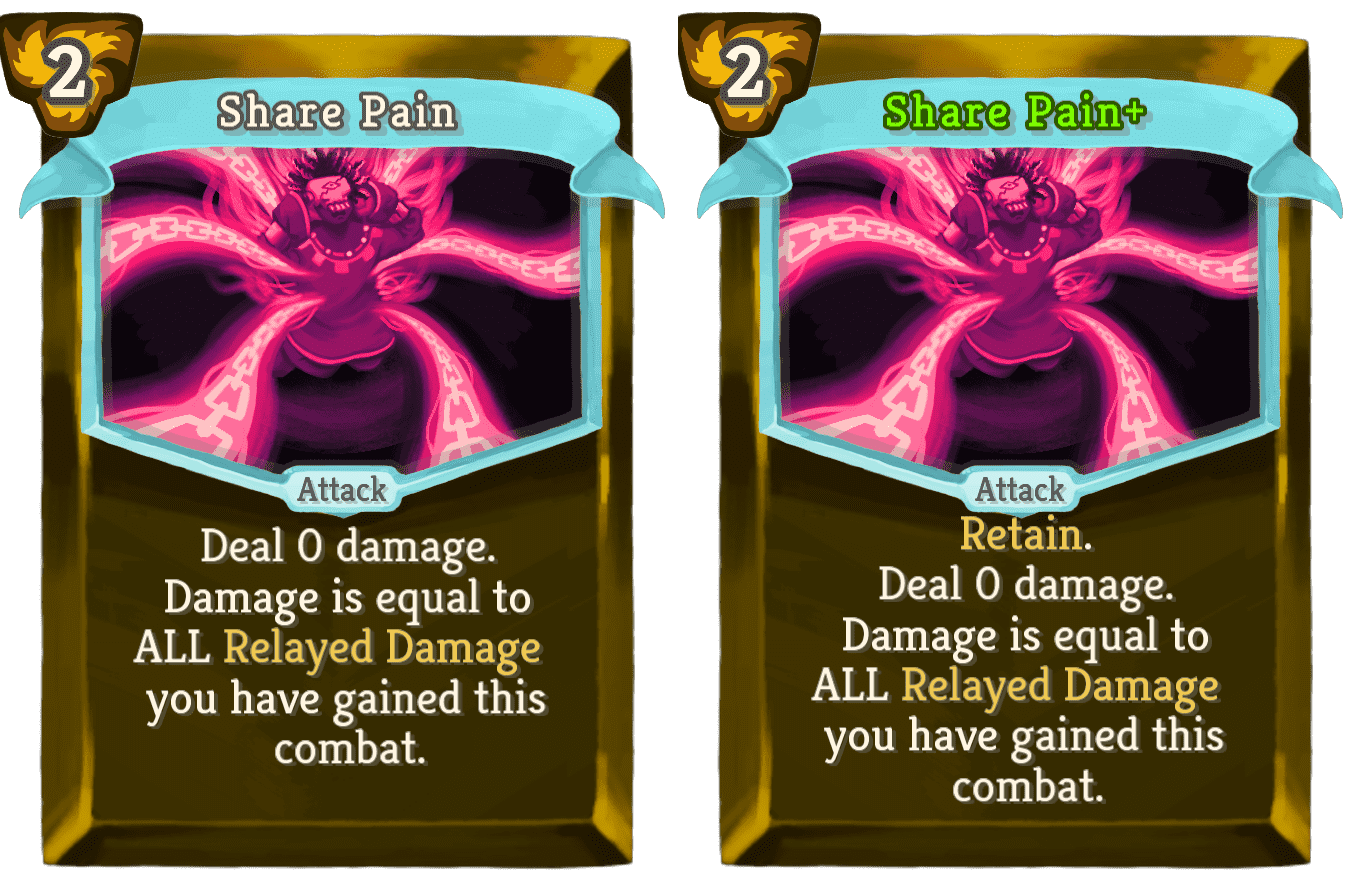 2
Share Pain
Attack
Deal 0 damage.
Damage is equal to
ALL Relayed Damage
you have gained this
combat.
2
Share Pain+
Attack
Retain.
Deal 0 damage.
Damage is equal to
ALL Relayed Damage
you have gained this
combat.